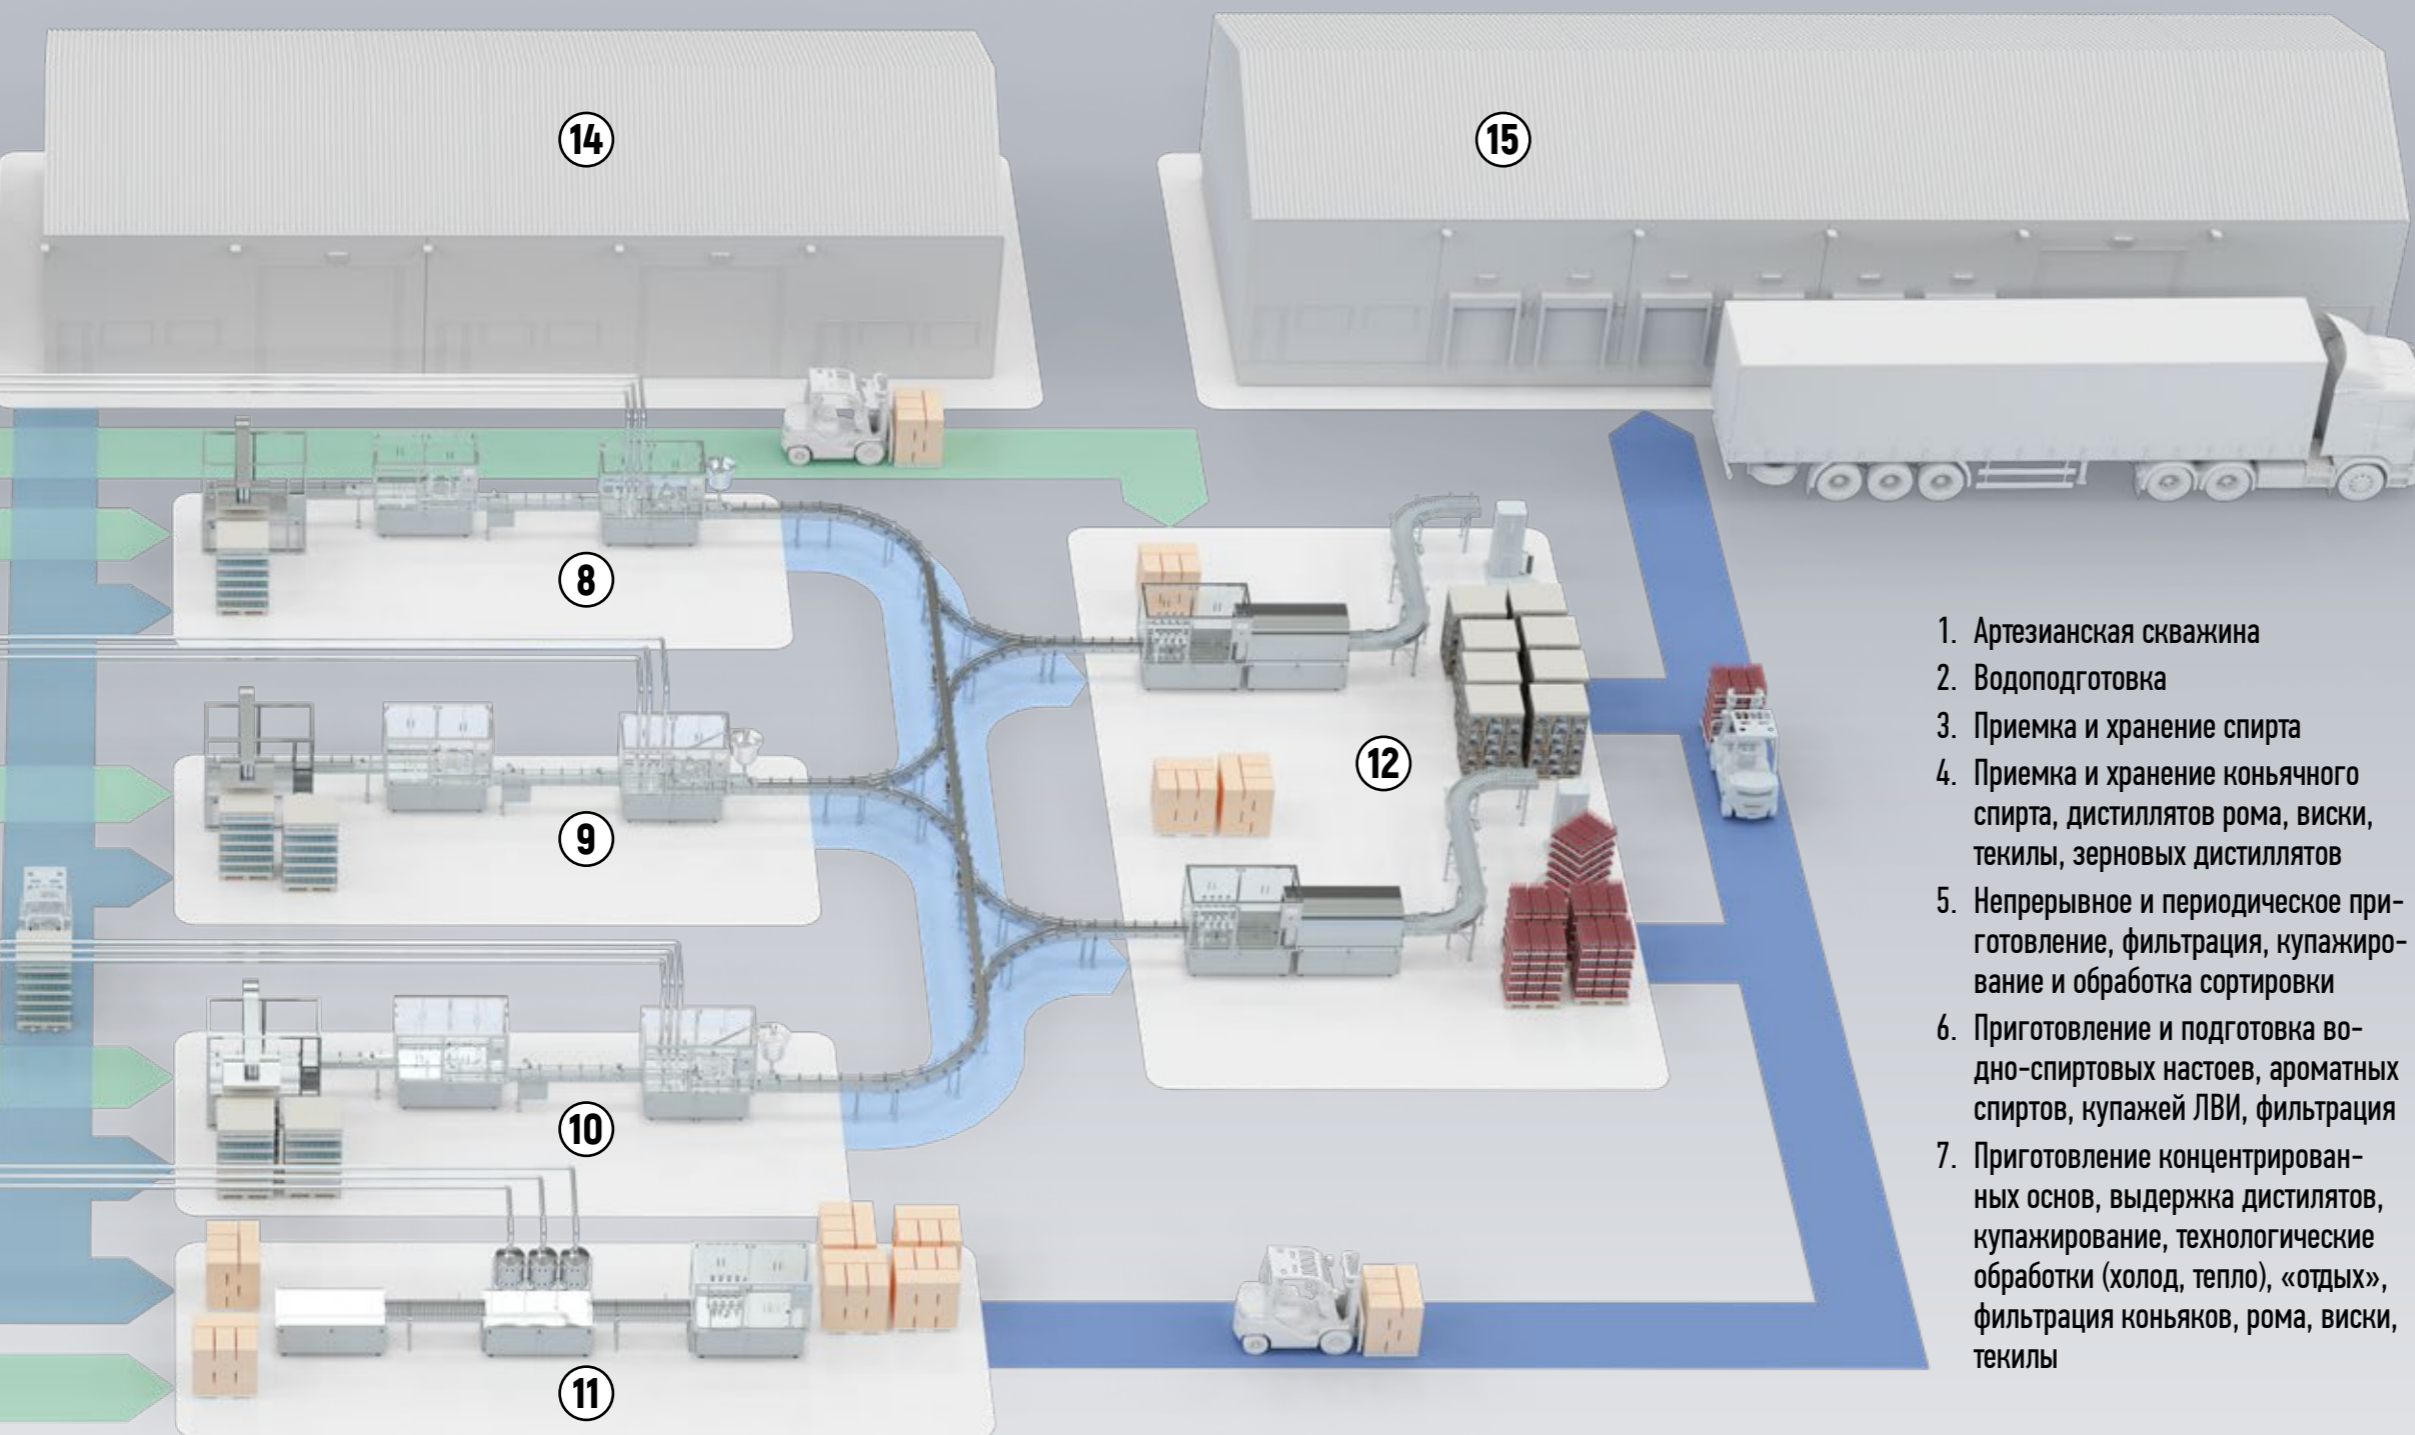 14
15
8
9
12
10
11
1. Артезианская скважина
2. Водоподготовка
3. Приемка и хранение спирта
4. Приемка и хранение коньячного
спирта, дистиллятов рома, виски,
текилы, зерновых дистиллятов
5. Непрерывное и периодическое при-
готовление, фильтрация, купажиро-
вание и обработка сортировки
6. Приготовление и подготовка во-
дно-спиртовых настоев, ароматных
спиртов, купажей ЛВИ, фильтрация
7. Приготовление концентрирован-
ных основ, выдержка дистилятов,
купажирование, технологические
обработки (холод, тепло), «отдых»,
фильтрация коньяков, рома, виски,
текилы